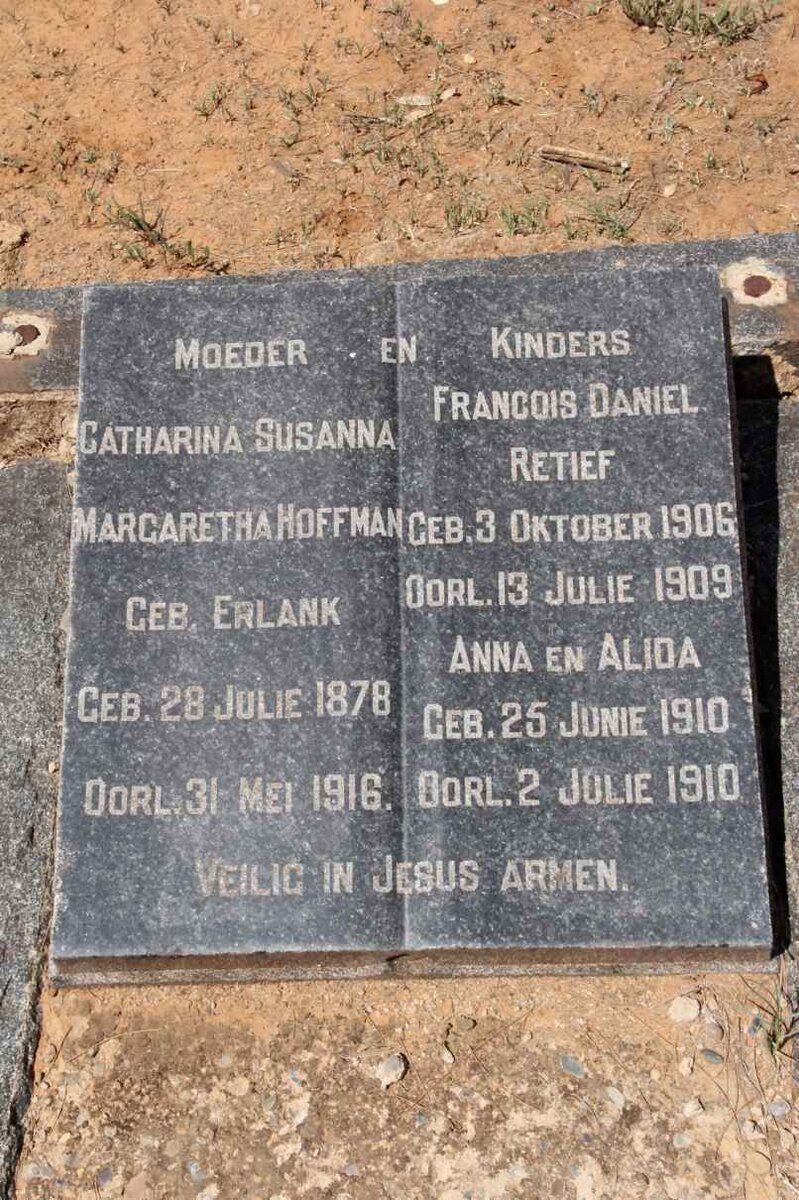 MOEDER EN KINDERS
CATHARINA SUSANNA
MARGARETHA HOFFMAN
GEB. ERLANK
GEB. 28 JULIE 1878
OORL. 31 MEI 1916.
FRANCOIS DANIEL
RETIEF
GEB. 3 OKTOBER 1906
OORL. 13 JULIE 1909
ANNA EN ALIDA
GEB. 25 JUNIE 1910
OORL. 2 JULIE 1910
VEILIG IN JESUS ARMEN.